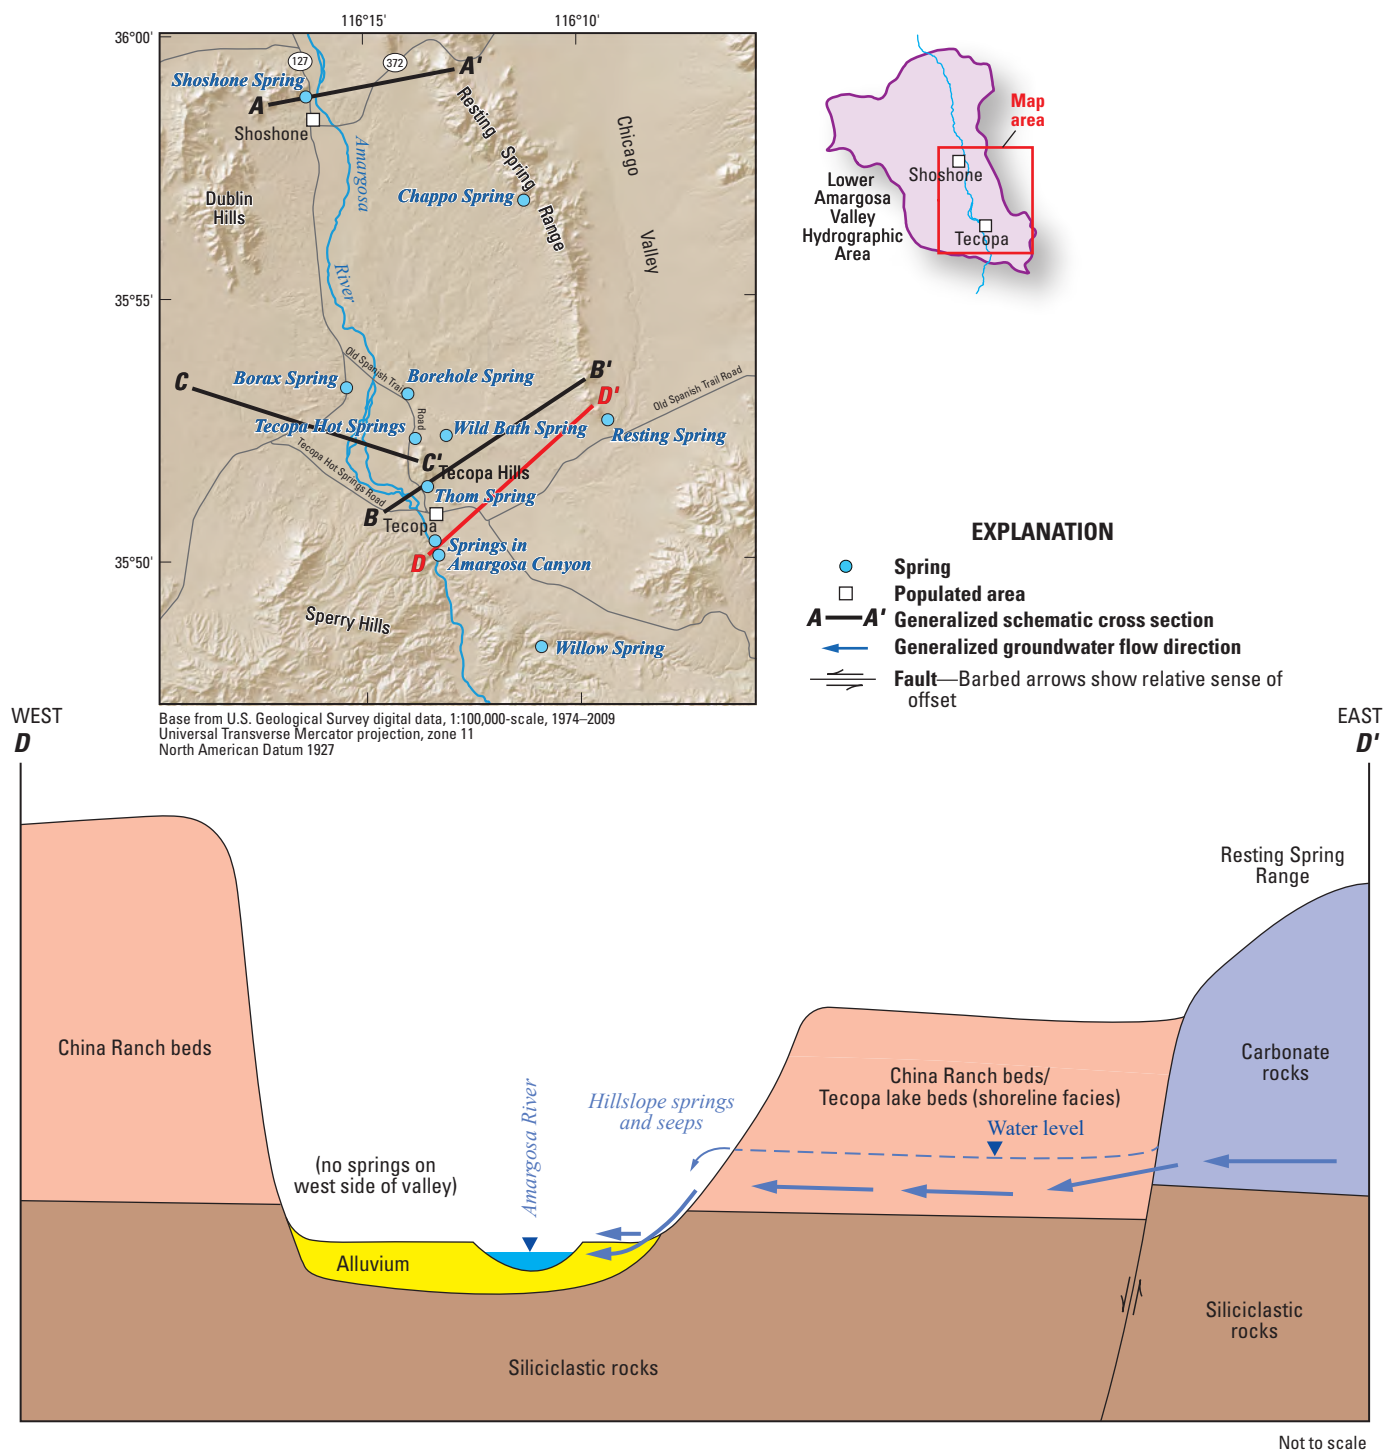 116°15'
116°10'
36°00'
127
372
A'
Shoshone Spring
A
Resting
Spring
Range
Shoshone
Amargosa
River
Chicago
Valley
Dublin
Hills
Chappo Spring
35°55'
Old Spanish Trail
Road
B'
C
Borax Spring
Borehole Spring
D'
Old Spanish Trail Road
Tecopa Hot Springs
Wild Bath Spring
Resting Spring
C'
Tecopa Hills
Tecopa Hot Springs Road
Thom Spring
B
Tecopa
Springs in
Amargosa Canyon
D
35°50'
Sperry Hills
Willow Spring
Base from U.S. Geological Survey digital data, 1:100,000-scale, 1974–2009
Universal Transverse Mercator projection, zone 11
North American Datum 1927
Map
area
Shoshone
Lower
Amargosa
Valley
Hydrographic
Area
Tecopa
EXPLANATION
Spring
Populated area
A A' Generalized schematic cross section
Generalized groundwater flow direction
Fault—Barbed arrows show relative sense of
offset
WEST
D
EAST
D'
Resting Spring
Range
China Ranch beds
Carbonate
rocks
China Ranch beds/
Tecopa lake beds (shoreline facies)
Water level
Hillslope springs
and seeps
Amargosa River
(no springs on
west side of valley)
Alluvium
Siliciclastic
rocks
Siliciclastic rocks
Not to scale